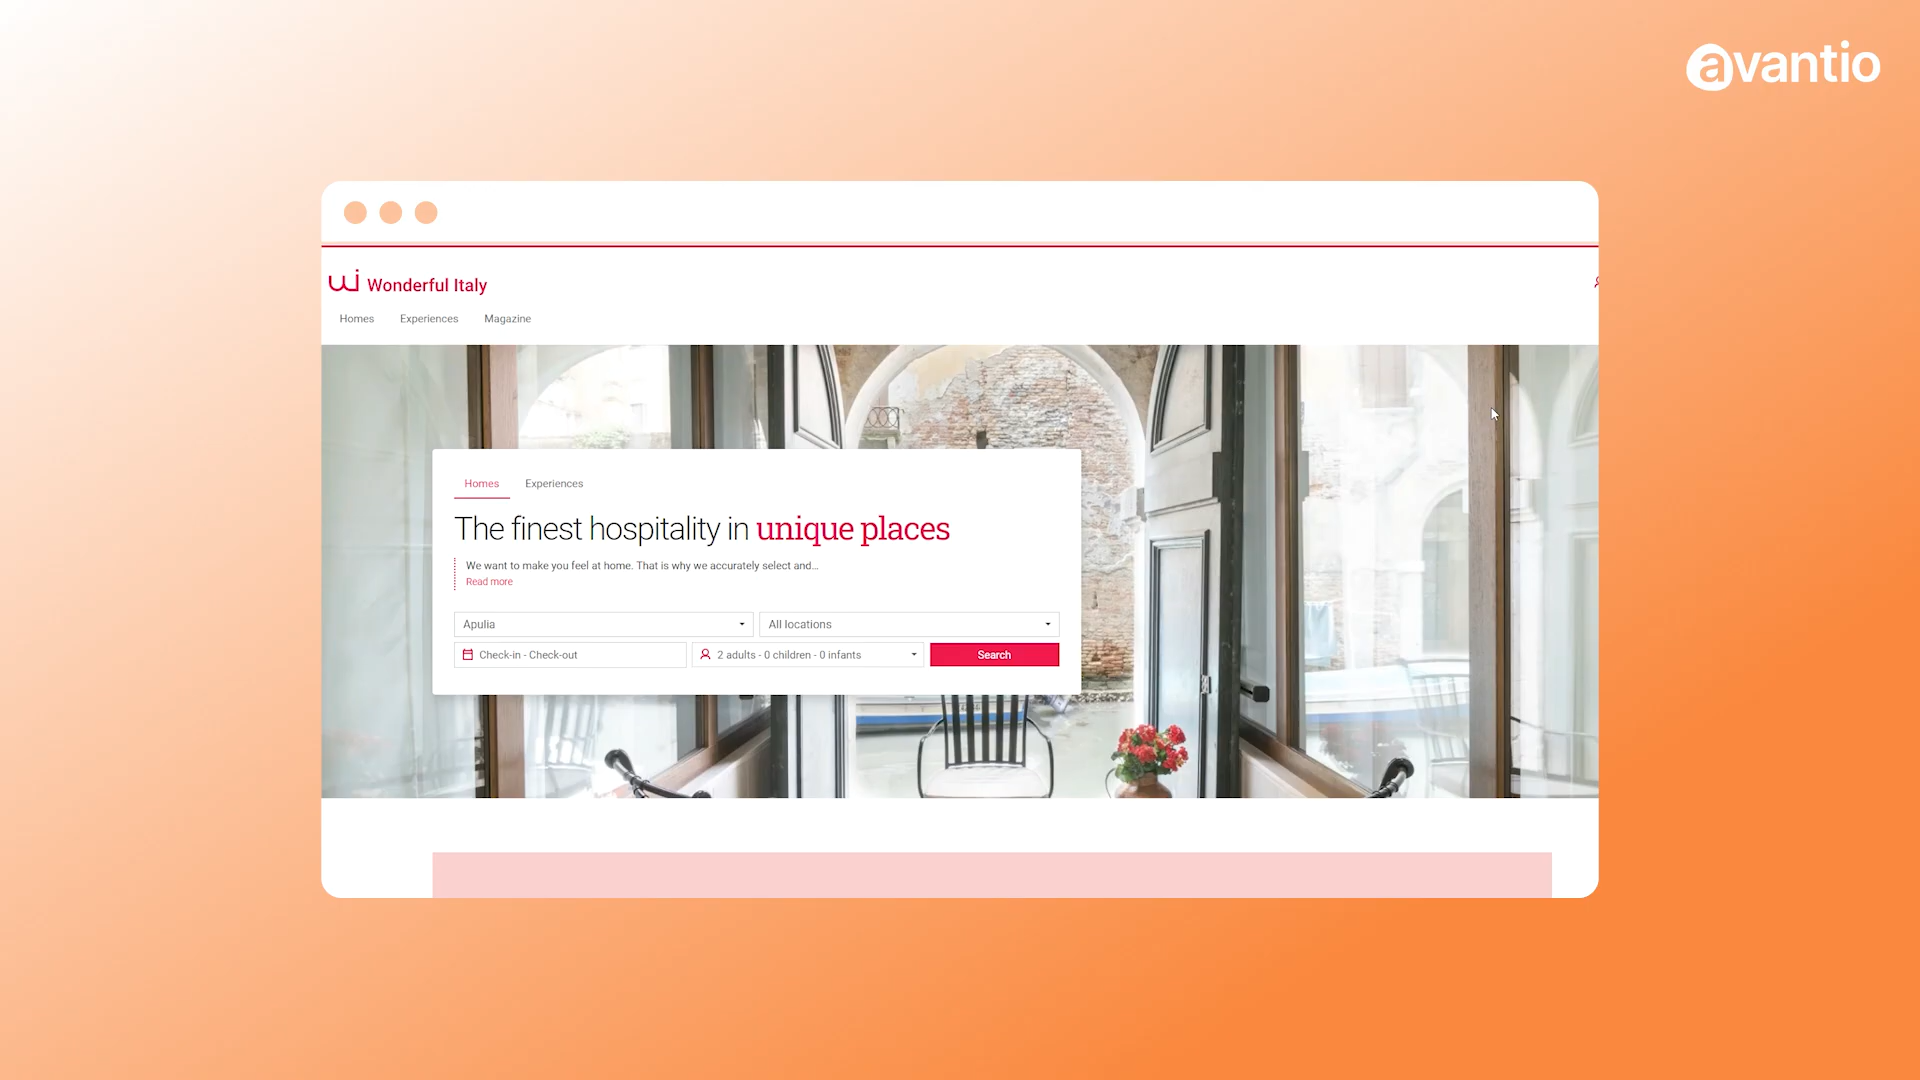 avantio
Wonderful Italy
Homes Experiences Magazine
Homes Experiences
The finest hospitality in unique places
We want to make you feel at home. That is why we accurately select and...
Read more
Apulia All locations
Check-in - Check-out 2 adults - 0 children - 0 infants Search